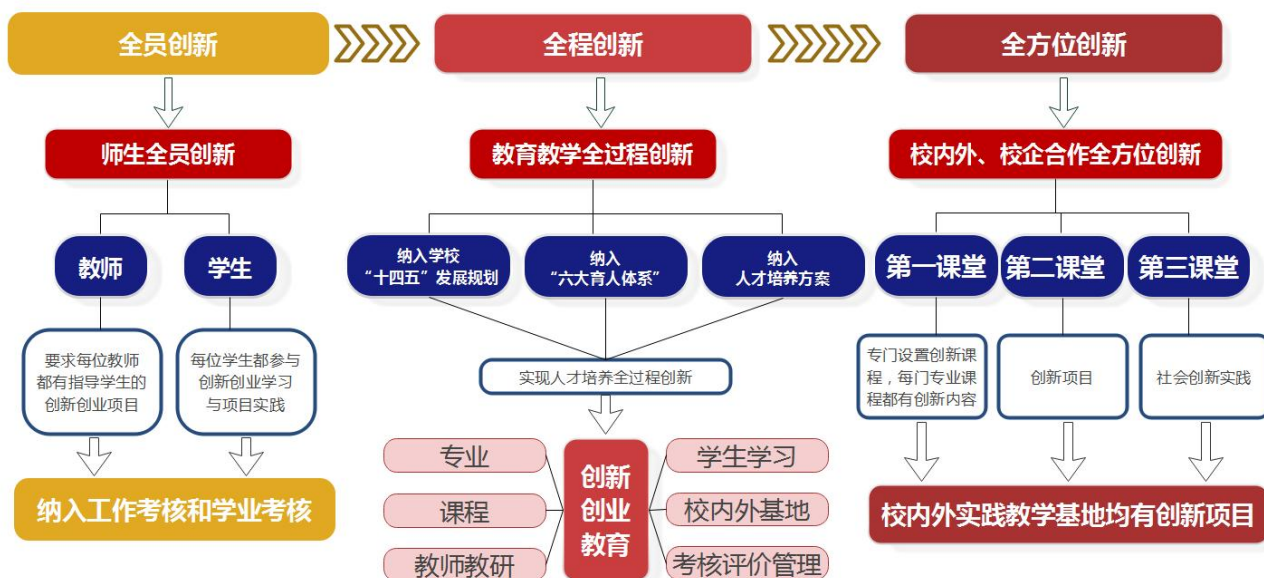 全员创新
全程创新
全方位创新
师生全员创新
教育教学全过程创新
校内外、校企合作全方位创新
教师
学生
纳入学校
“十四五”发展规划
纳入
“六大育人体系”
纳入
人才培养方案
第一课堂
第二课堂
第三课堂
要求每位教师
都有指导学生的
创新创业项目
每位学生都参与
创新创业学习
与项目实践
实现人才培养全过程创新
专门设置创新课
程，每门专业课
程都有创新内容
创新项目
社会创新实践
纳入工作考核和学业考核
专业
课程
教师教研
创新
创业
教育
学生学习
校内外基地
考核评价管理
校内外实践教学基地均有创新项目